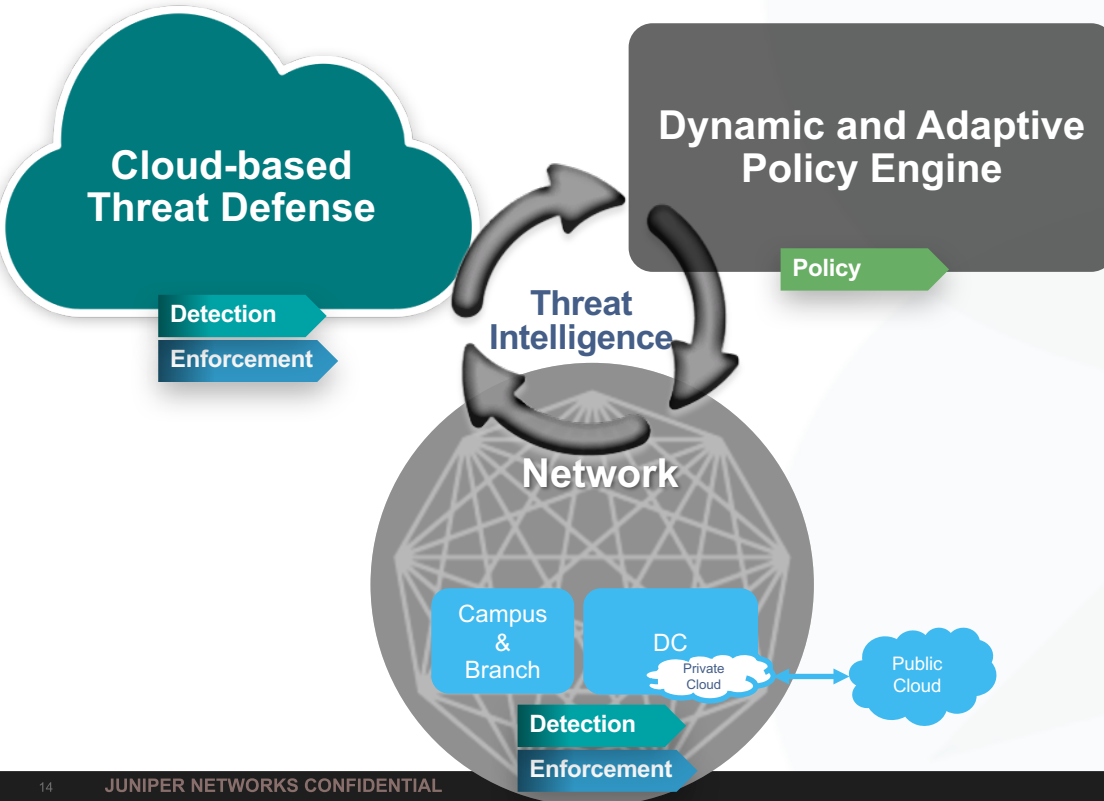 Cloud-based
Threat Defense
Detection
Enforcement
Dynamic and Adaptive
Policy Engine
Policy
Threat
Intelligence
Network
Campus
&
Branch
DC
Private
Cloud
Public
Cloud
Detection
Enforcement
14
JUNIPER NETWORKS CONFIDENTIAL